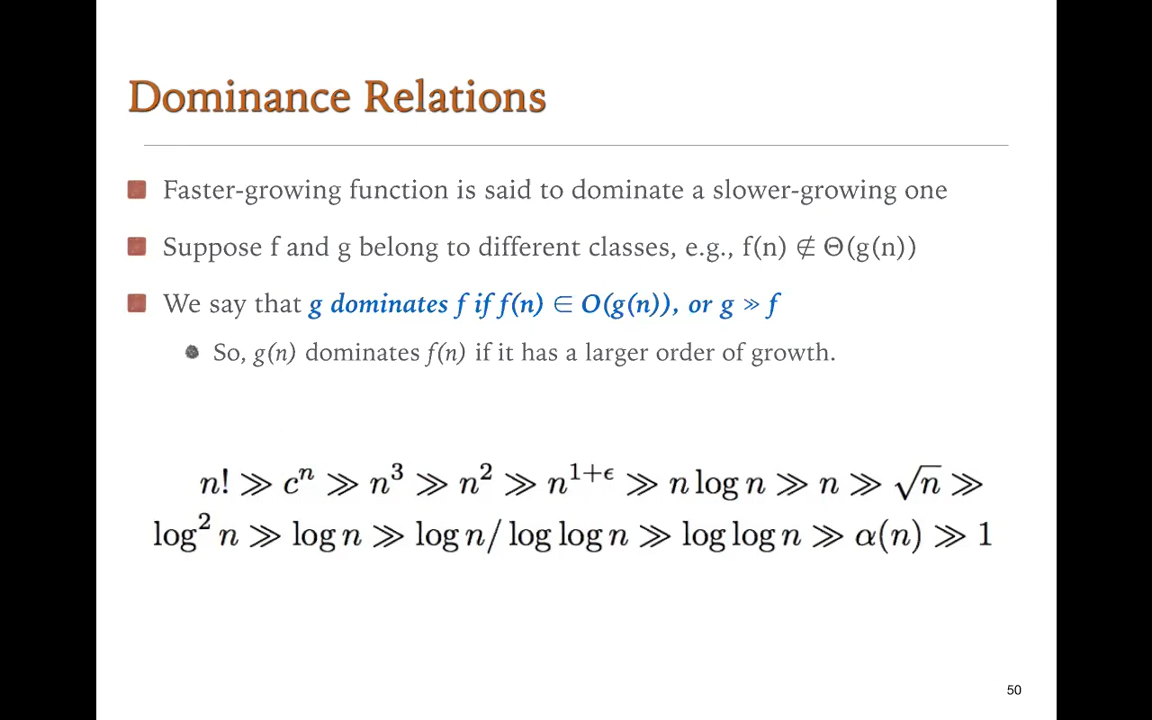 Dominance Relations
Faster-growing function is said to dominate a slower-growing one
Suppose f and g belong to different classes, e.g., f(n) ∉ Θ(g(n))
We say that g dominates f if f(n) ∈ O(g(n)), or g ≫ f
So, g(n) dominates f(n) if it has a larger order of growth.
n! ≫ cⁿ ≫ n³ ≫ n² ≫ n^{1+ϵ} ≫ n log n ≫ n ≫ √n ≫
log² n ≫ log n ≫ log n/ log log n ≫ log log n ≫ α(n) ≫ 1
50